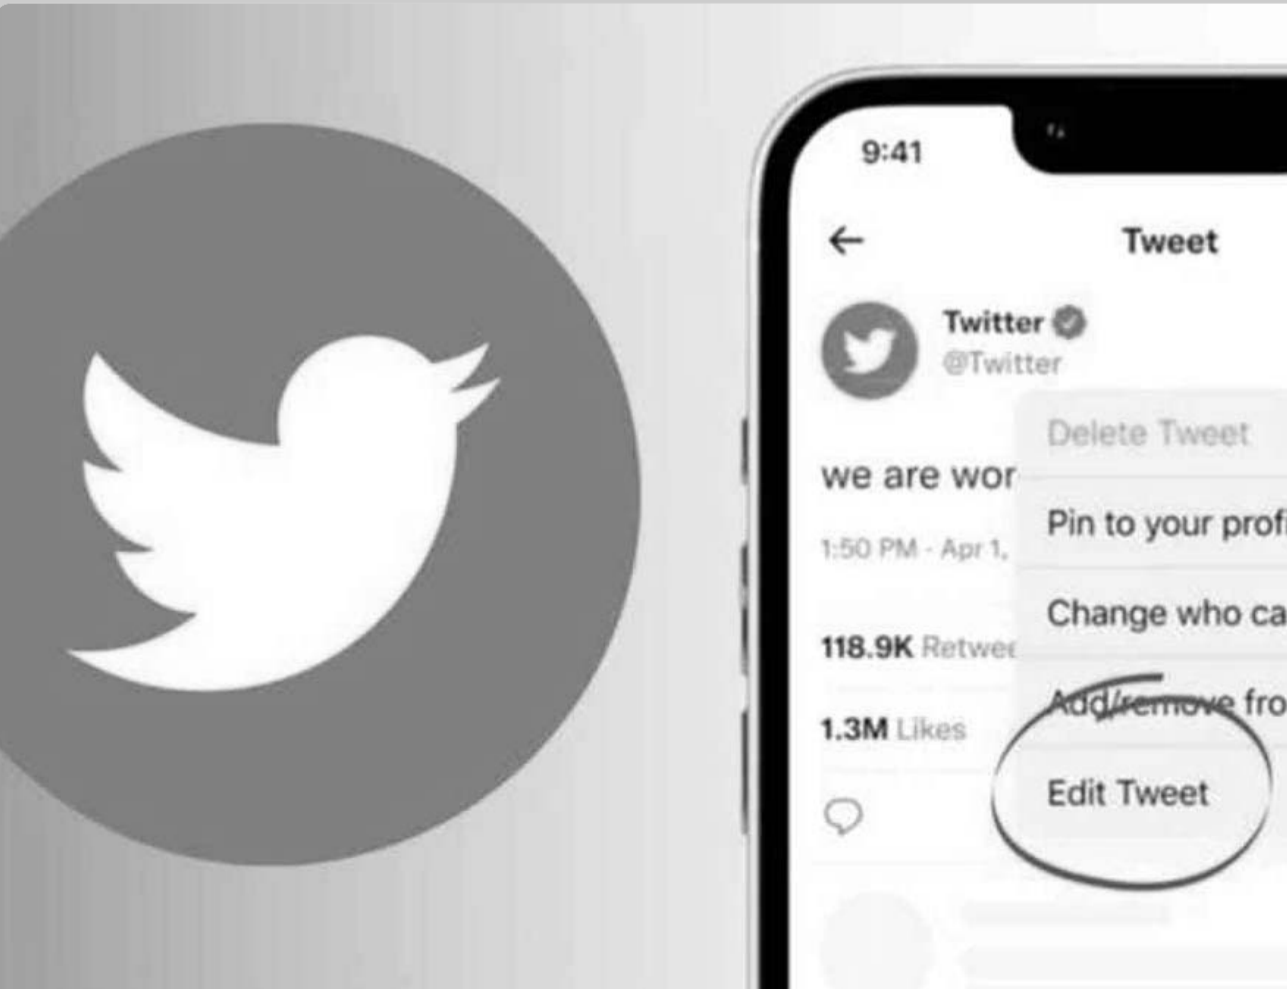 9:41
Tweet
Twitter
@Twitter
Delete Tweet
we are wor
Pin to your profi
1:50 PM - Apr 1,
Change who ca
118.9K Retwee
Add/remove fro
1.3M Likes
Edit Tweet